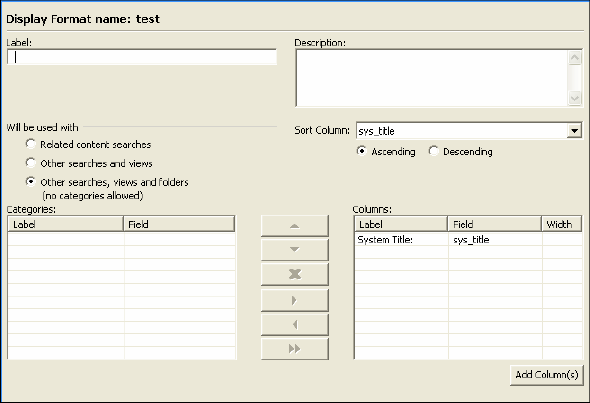 Display Format name: test
Label:
Description:
Will be used with
Sort Column: sys_title
Related content searches
Ascending Descending
Other searches and views
Other searches, views and folders
(no categories allowed)
Categories:
Columns:
Label Field
Label Field Width
System Title: sys_title
Add Column(s)